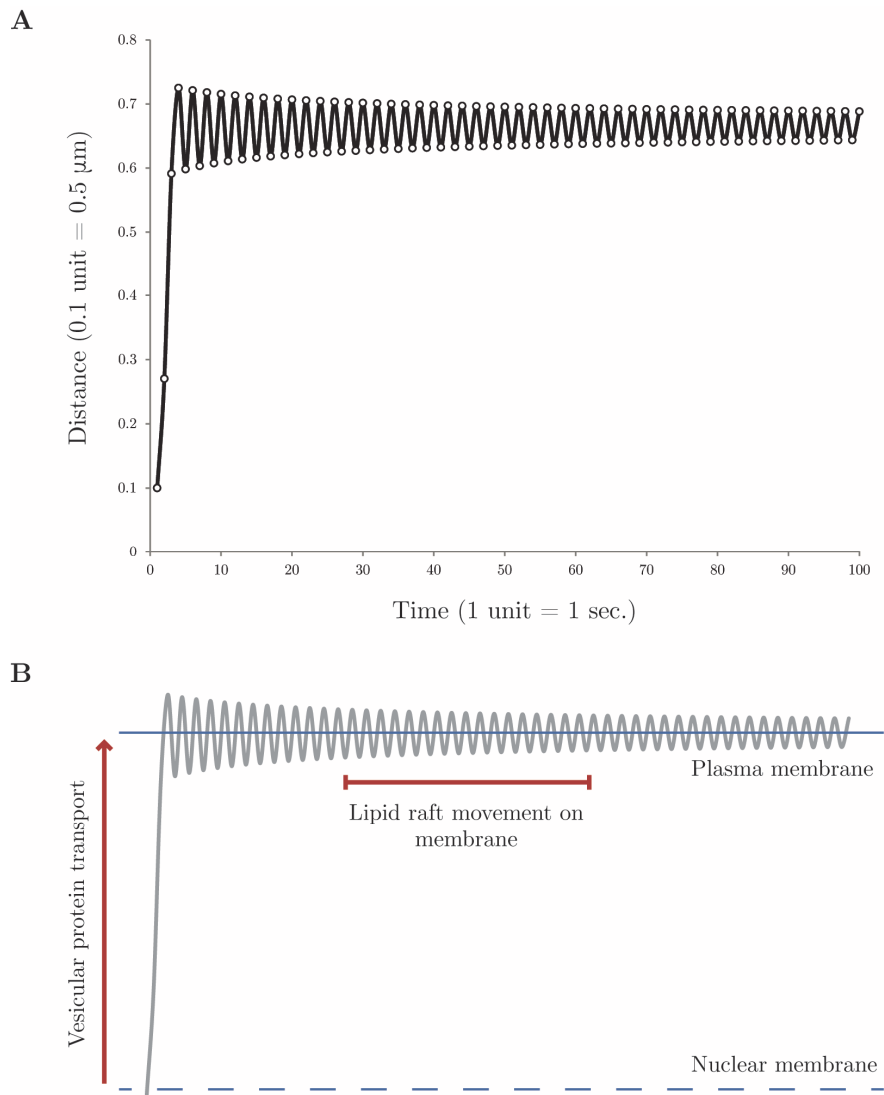 A
0.8
0.7
0.6
0.5
0.4
0.3
0.2
0.1
0
Distance (0.1 unit = 0.5 µm)
0 10 20 30 40 50 60 70 80 90 100
Time (1 unit = 1 sec.)
B
Vesicular protein transport
Plasma membrane
Lipid raft movement on
membrane
Nuclear membrane